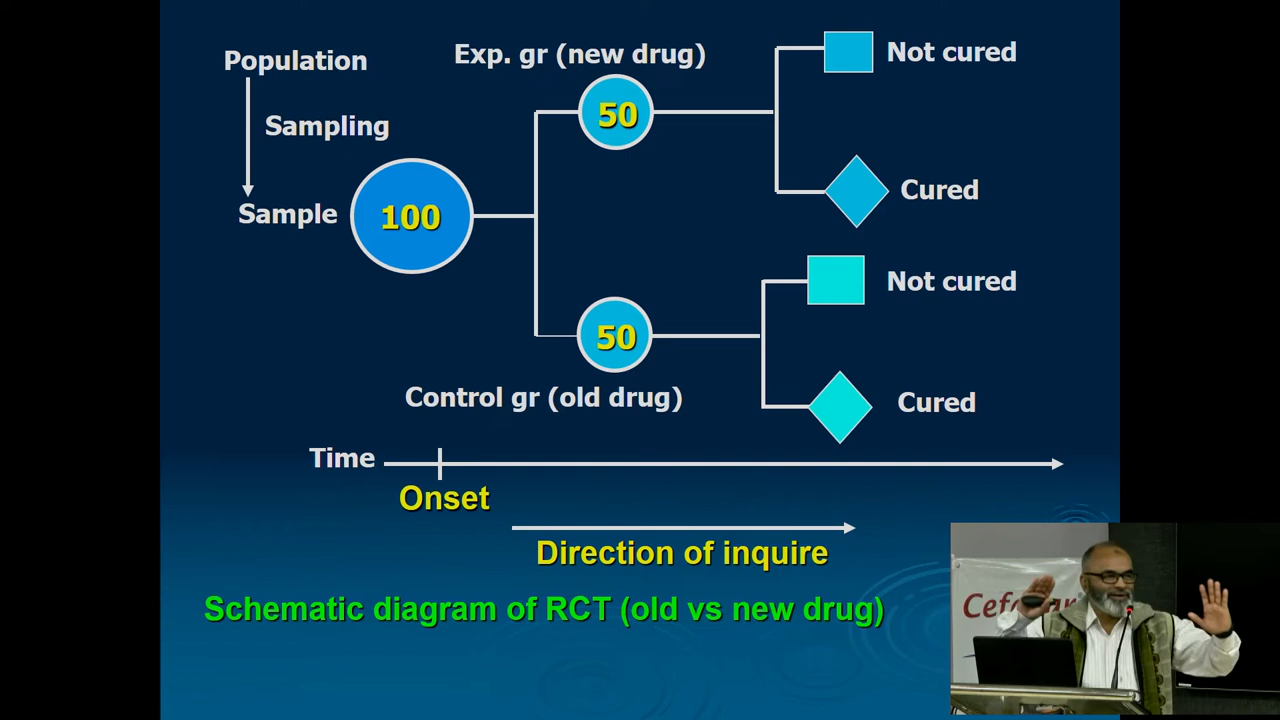 Population
Sampling
Sample
100
Exp. gr (new drug)
50
Not cured
Cured
50
Control gr (old drug)
Not cured
Cured
Time
Onset
Direction of inquire
Schematic diagram of RCT (old vs new drug)